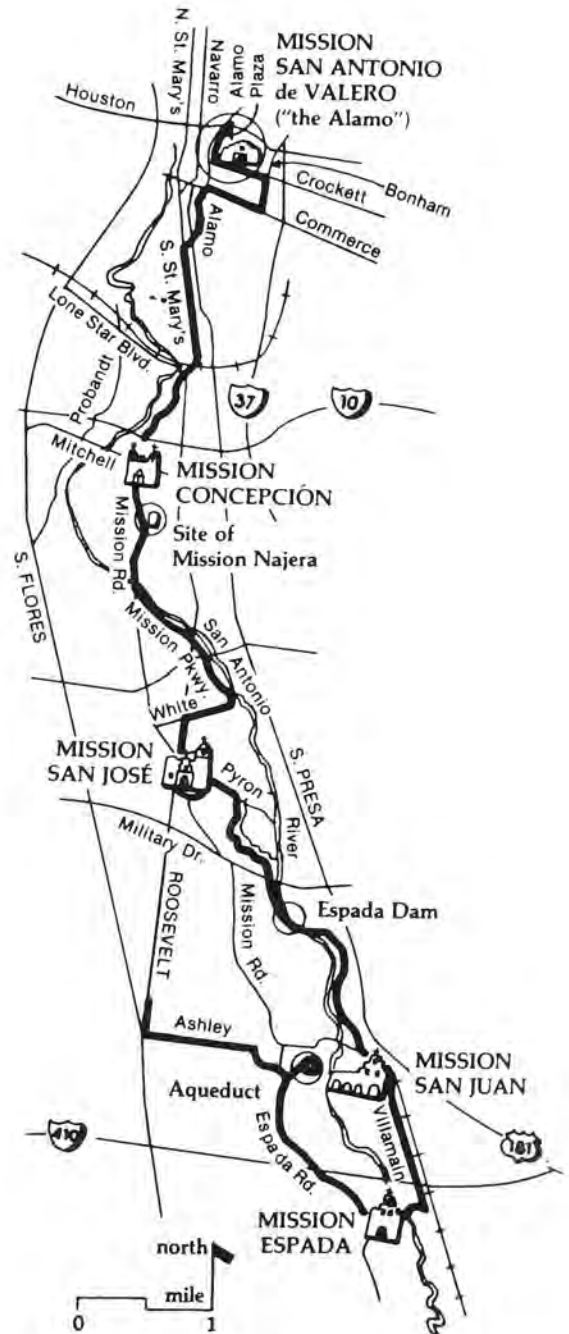 N. St. Mary's
Navarro
Alamo
Plaza
MISSION
SAN ANTONIO
de VALERO
("the Alamo")
Houston
Crockett
Bonham
Commerce
Alamo
S. St. Mary's
Lone Star Blvd.
Probandt
37
10
Mitchell
MISSION
CONCEPCIÓN
Mission Rd.
Site of
Mission Najera
S. FLORES
Mission Pkwy.
San Antonio
White
MISSION
SAN JOSÉ
Pyron
S. PRESA
River
Military Dr.
ROOSEVELT
Mission Rd.
Espada Dam
Ashley
Aqueduct
MISSION
SAN JUAN
Villamain
410
181
Espada Rd.
MISSION
ESPADA
north
mile
0 1